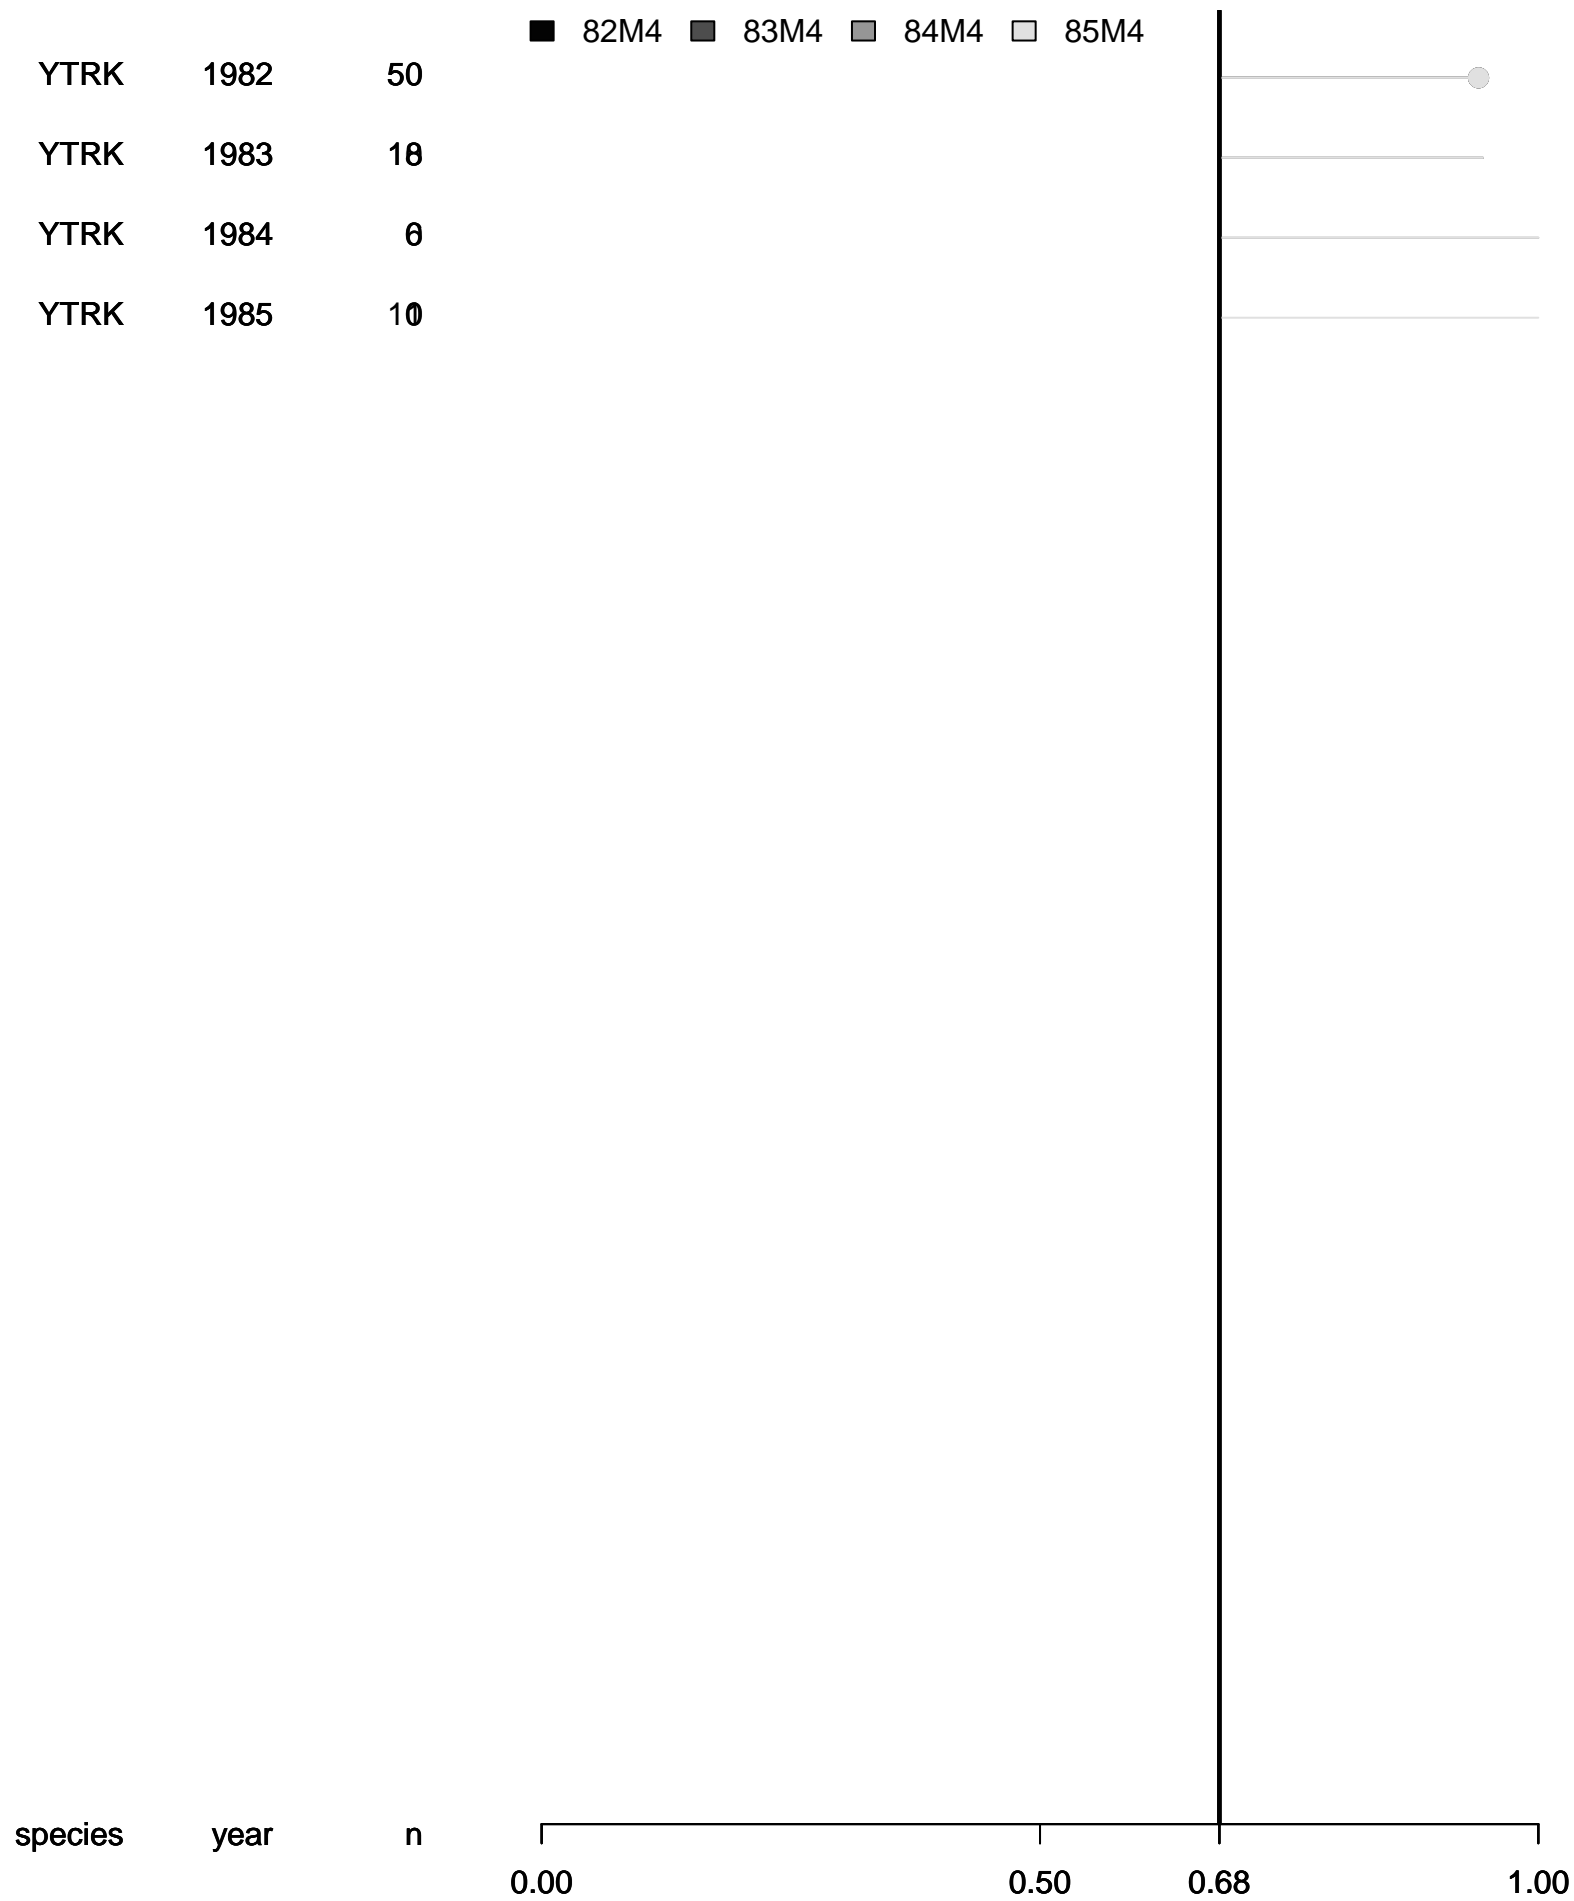 82M4 83M4 84M4 85M4
YTRK 1982 50
YTRK 1983
YTRK 1984
YTRK 1985
species year n
0.00 0.50 0.68 1.00